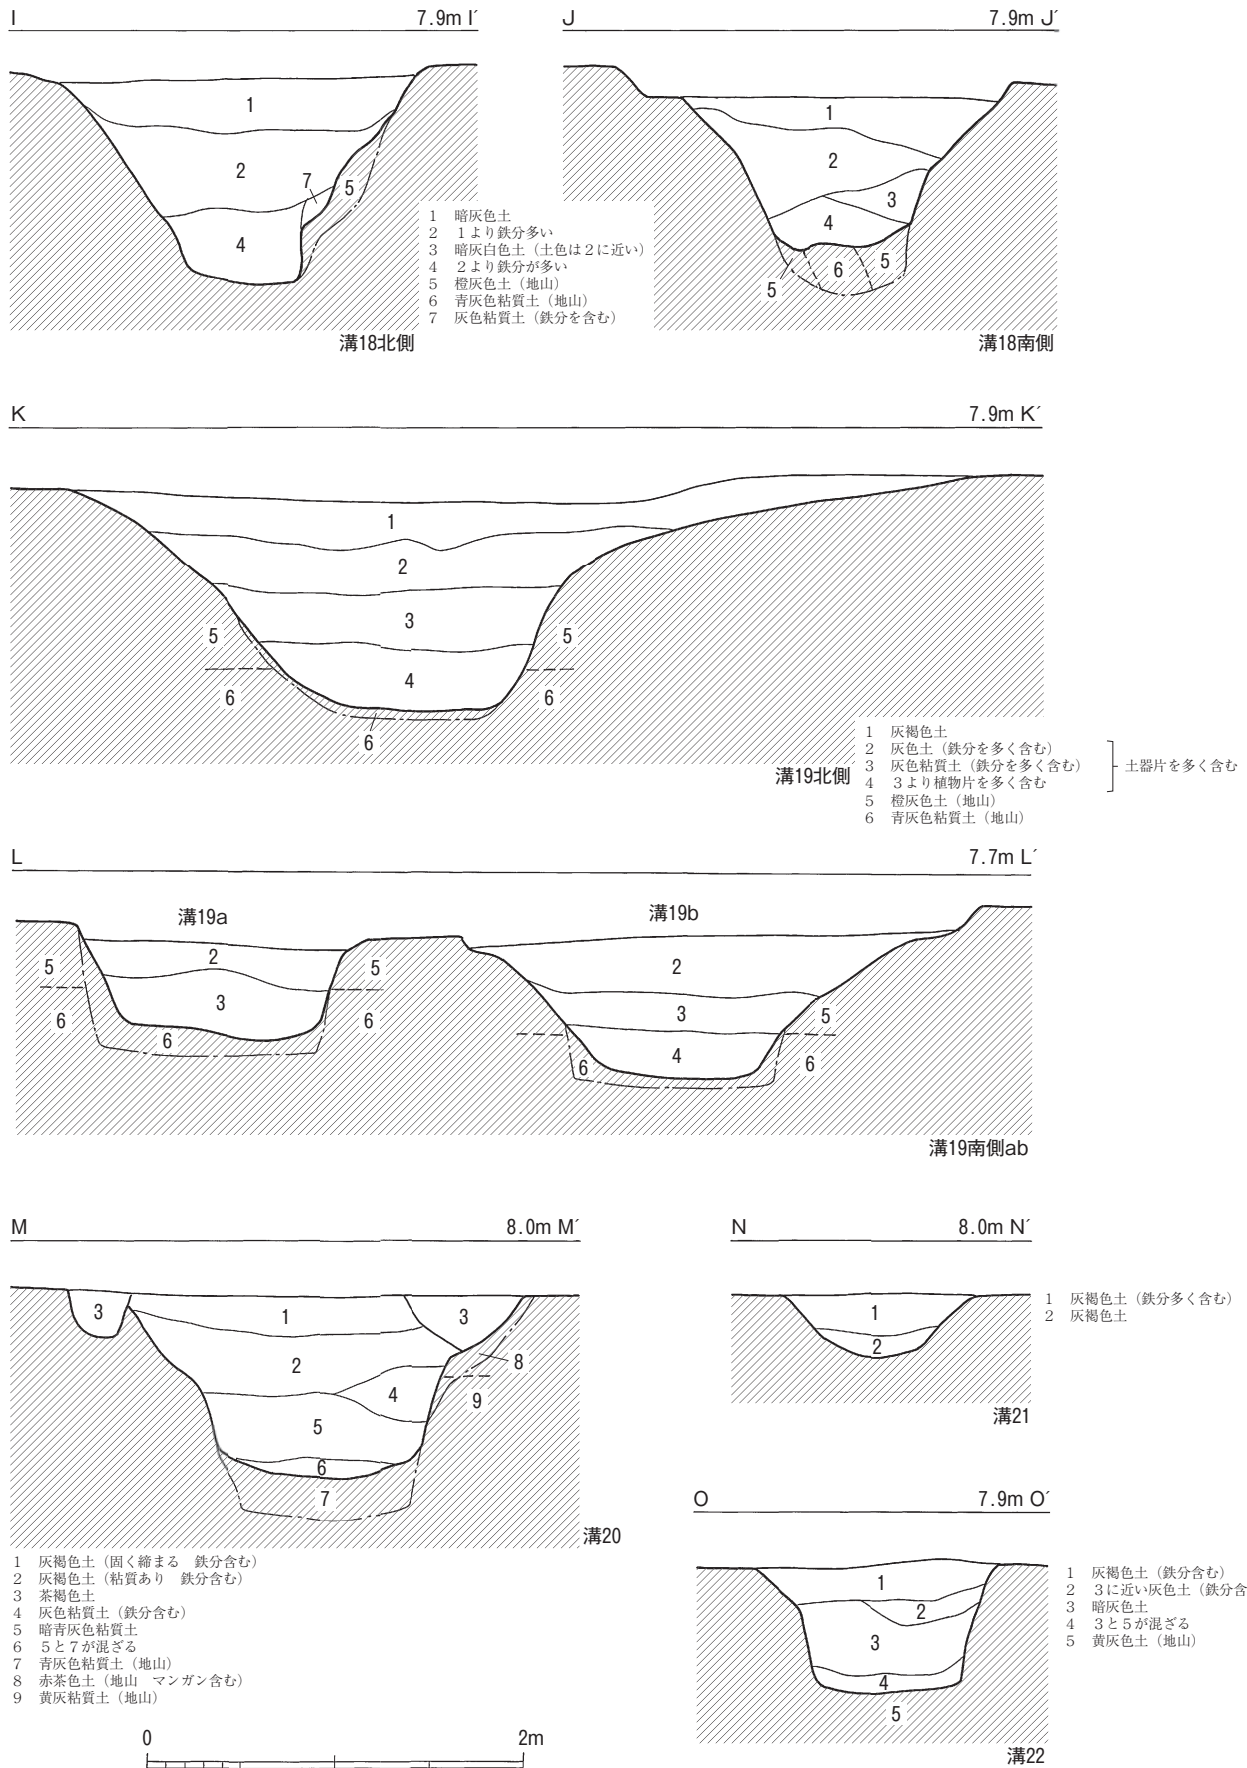 I 7.9m I´
J 7.9m J´
1
2
7
5
4
1
2
3
4
5
6
5
1 暗灰色土
2 1より鉄分多い
3 暗灰白色土（土色は2に近い）
4 2より鉄分が多い
5 橙灰色土（地山）
6 青灰色粘質土（地山）
7 灰色粘質土（鉄分を含む）
溝18北側
溝18南側
K 7.9m K´
1
2
3
4
5
5
6
6
6
溝19北側
1 灰褐色土
2 灰色土（鉄分を多く含む）
3 灰色粘質土（鉄分を多く含む）
4 3より植物片を多く含む
土器片を多く含む
5 橙灰色土（地山）
6 青灰色粘質土（地山）
L 7.7m L´
溝19a
溝19b
2
5
5
3
6
6
6
2
3
5
4
6
6
溝19南側ab
M 8.0m M´
3
1
3
2
8
4
9
5
6
7
溝20
1 灰褐色土（固く締まる　鉄分含む）
2 灰褐色土（粘質あり　鉄分含む）
3 茶褐色土
4 灰色粘質土（鉄分含む）
5 暗青灰色粘質土
6 5と7が混ざる
7 青灰色粘質土（地山）
8 赤茶色土（地山　マンガン含む）
9 黄灰粘質土（地山）
N 8.0m N´
1
2
1 灰褐色土（鉄分多く含む）
2 灰褐色土
溝21
O 7.9m O´
1
2
3
4
5
1 灰褐色土（鉄分含む）
2 3に近い灰色土（鉄分含
3 暗灰色土
4 3と5が混ざる
5 黄灰色土（地山）
溝22
0 2m